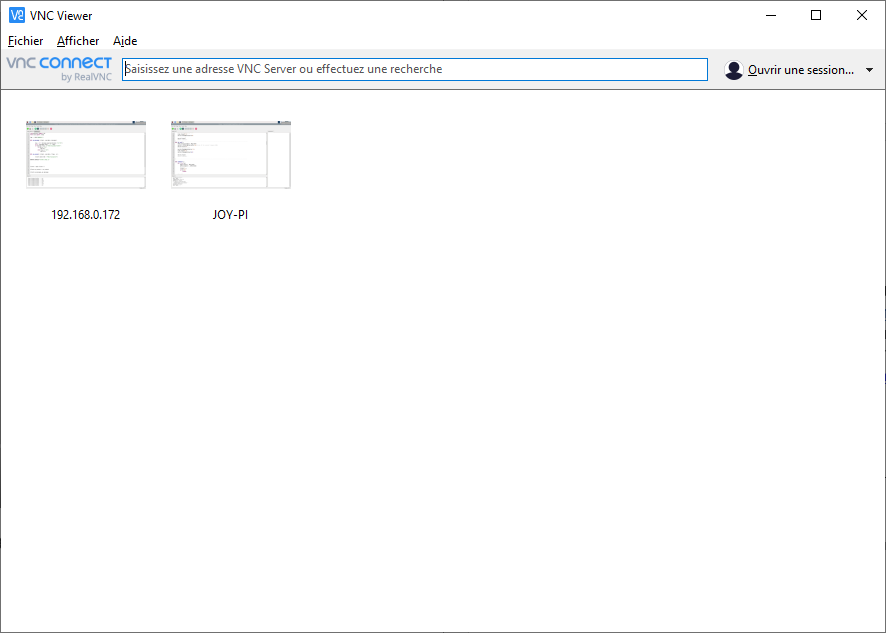 VNC Viewer
Fichier Afficher Aide
vnc connect
by RealVNC
Saisissez une adresse VNC Server ou effectuez une recherche
Ouvrir une session...
192.168.0.172 JOY-PI